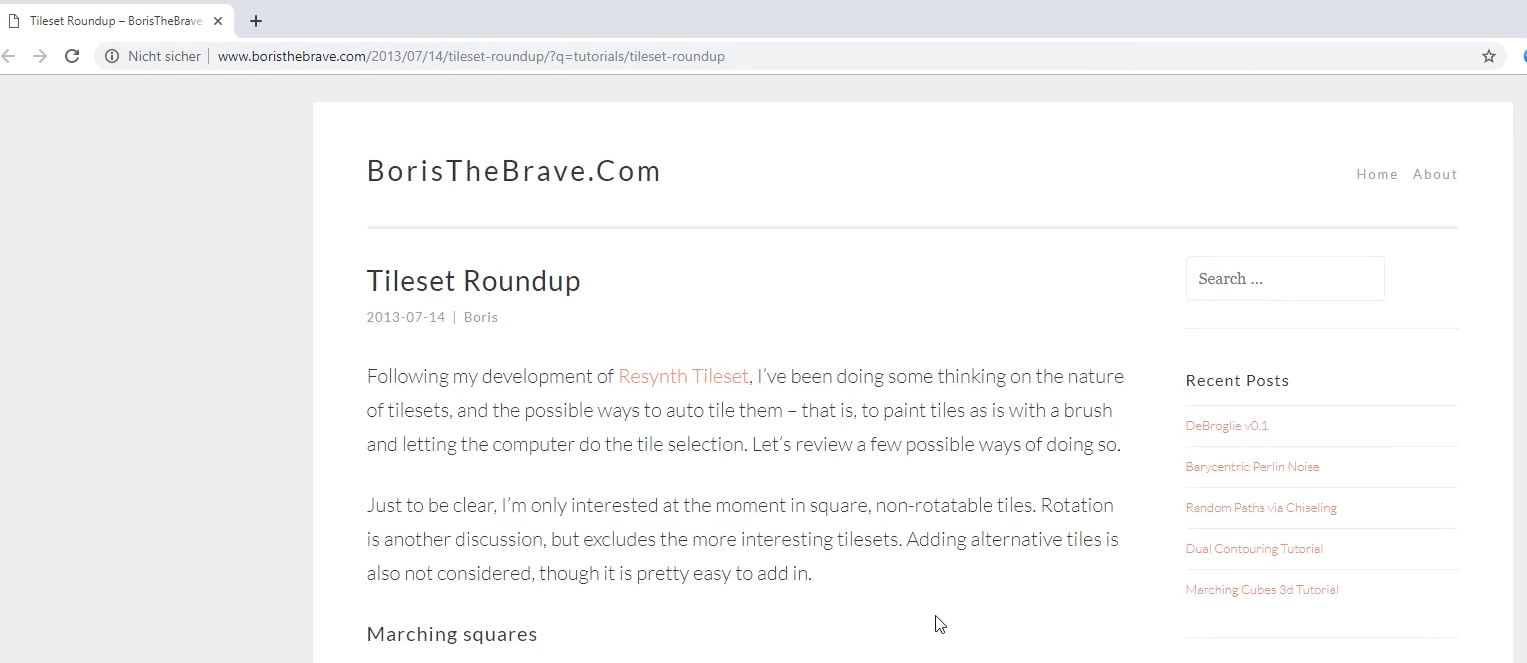 Tileset Roundup – BorisTheBrave
Nicht sicher
www.boristhebrave.com/2013/07/14/tileset-roundup/?q=tutorials/tileset-roundup
BorisTheBrave.Com
Home About
Tileset Roundup
2013-07-14 | Boris
Following my development of Resynth Tileset, I’ve been doing some thinking on the nature
of tilesets, and the possible ways to auto tile them – that is, to paint tiles as is with a brush
and letting the computer do the tile selection. Let’s review a few possible ways of doing so.
Just to be clear, I’m only interested at the moment in square, non-rotatable tiles. Rotation
is another discussion, but excludes the more interesting tilesets. Adding alternative tiles is
also not considered, though it is pretty easy to add in.
Marching squares
Search ...
Recent Posts
DeBroglie v0.1
Barycentric Perlin Noise
Random Paths via Chiseling
Dual Contouring Tutorial
Marching Cubes 3d Tutorial